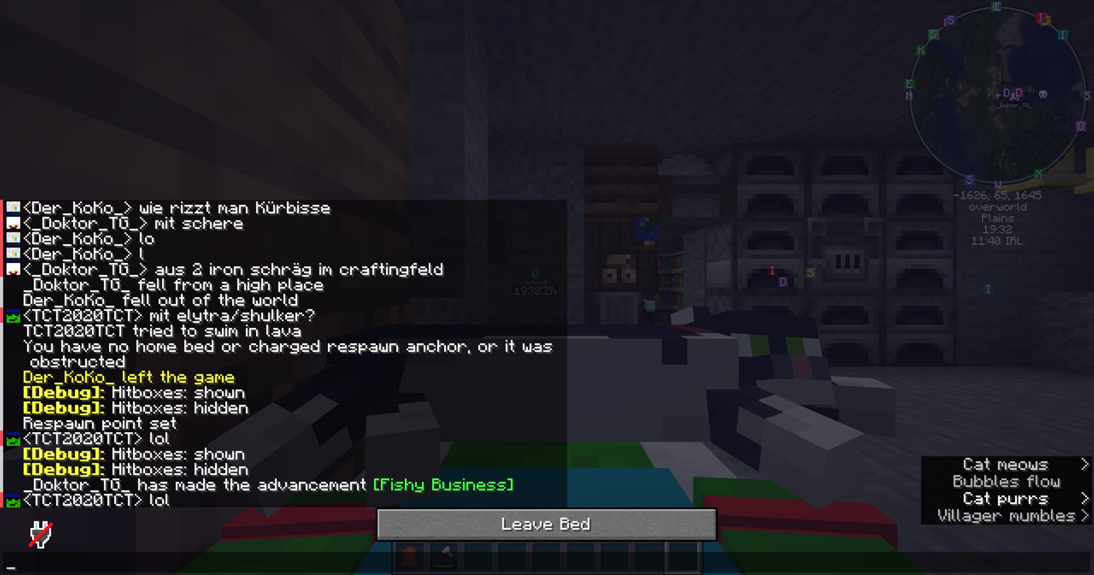 <Der_KoKo_> wie rizzt man Kürbisse
<_Doktor_TG_> mit schere
<Der_KoKo_> lo
<Der_KoKo_> l
<_Doktor_TG_> aus 2 iron schräg im craftingfeld
_Doktor_TG_ fell from a high place
Der_KoKo_ fell out of the world
<TCT2020TCT> mit elytra/shulker?
TCT2020TCT tried to swim in lava
You have no home bed or charged respawn anchor, or it was
obstructed
Der_KoKo_ left the game
[Debug]: Hitboxes: shown
[Debug]: Hitboxes: hidden
Respawn point set
<TCT2020TCT> lol
[Debug]: Hitboxes: shown
[Debug]: Hitboxes: hidden
_Doktor_TG_ has made the advancement [Fishy Business]
<TCT2020TCT> lol
Leave Bed
-1626, 65, 1645
overworld
Plains
19:32
11:40 IRL
Cat meows >
Bubbles flow
Cat purrs >
Villager mumbles >